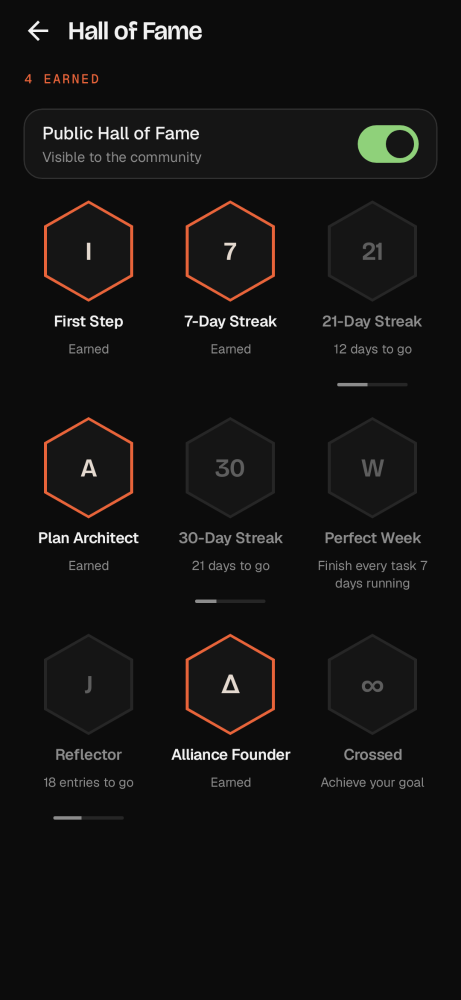 Hall of Fame
4 EARNED
Public Hall of Fame
Visible to the community
I
7
21
First Step
7-Day Streak
21-Day Streak
Earned
Earned
12 days to go
A
30
W
Plan Architect
30-Day Streak
Perfect Week
Earned
21 days to go
Finish every task 7
days running
J
Δ
∞
Reflector
Alliance Founder
Crossed
18 entries to go
Earned
Achieve your goal